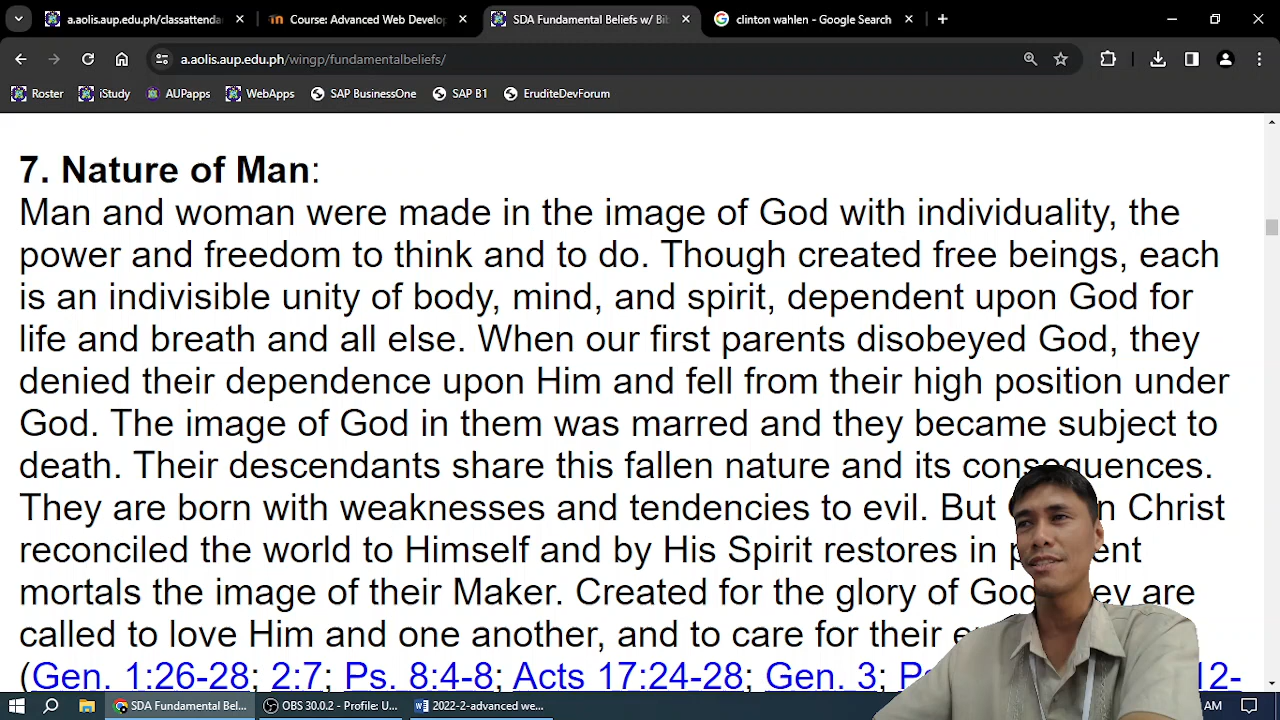 a.aolis.aup.edu.ph/classattenda
Course: Advanced Web Develo
SDA Fundamental Beliefs w/ Bib
clinton wahlen - Google Search
a.aolis.aup.edu.ph/wingp/fundamentalbeliefs/
Roster
iStudy
AUPapps
WebApps
SAP BusinessOne
SAP B1
EruditeDevForum
7. Nature of Man:
Man and woman were made in the image of God with individuality, the
power and freedom to think and to do. Though created free beings, each
is an indivisible unity of body, mind, and spirit, dependent upon God for
life and breath and all else. When our first parents disobeyed God, they
denied their dependence upon Him and fell from their high position under
God. The image of God in them was marred and they became subject to
death. Their descendants share this fallen nature and its consequences.
They are born with weaknesses and tendencies to evil. But in Christ
reconciled the world to Himself and by His Spirit restores in
mortals the image of their Maker. Created for the glory of God, they are
called to love Him and one another, and to care for their
(Gen. 1:26-28; 2:7; Ps. 8:4-8; Acts 17:24-28; Gen. 3; 12-
SDA Fundamental Bel...
OBS 30.0.2 - Profile: U...
2022-2-advanced we...
AM